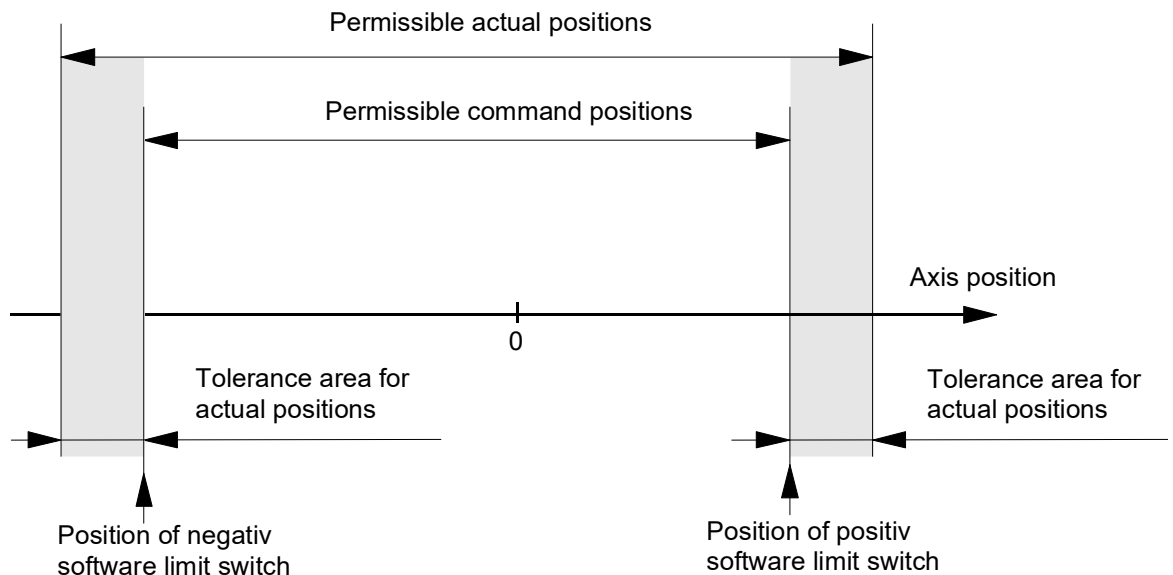 Permissible actual positions
Permissible command positions
Axis position
0
Tolerance area for
actual positions
Tolerance area for
actual positions
Position of negativ
software limit switch
Position of positiv
software limit switch